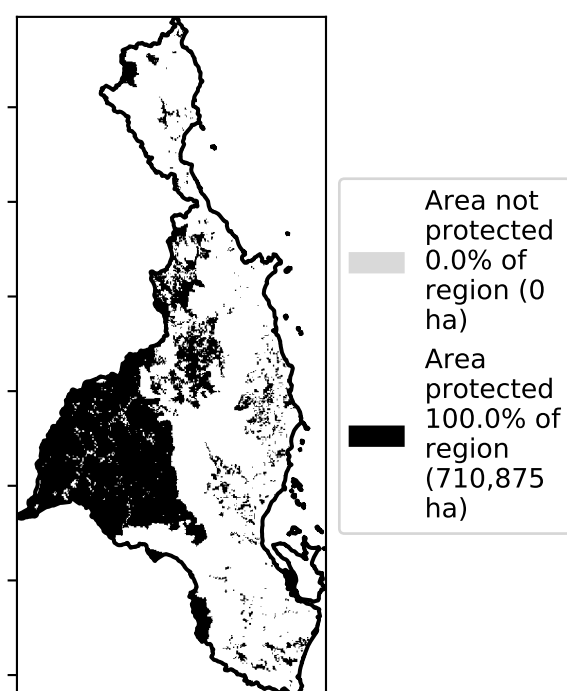 Area not
protected
0.0% of
region (0
ha)
Area
protected
100.0% of
region
(710,875
ha)